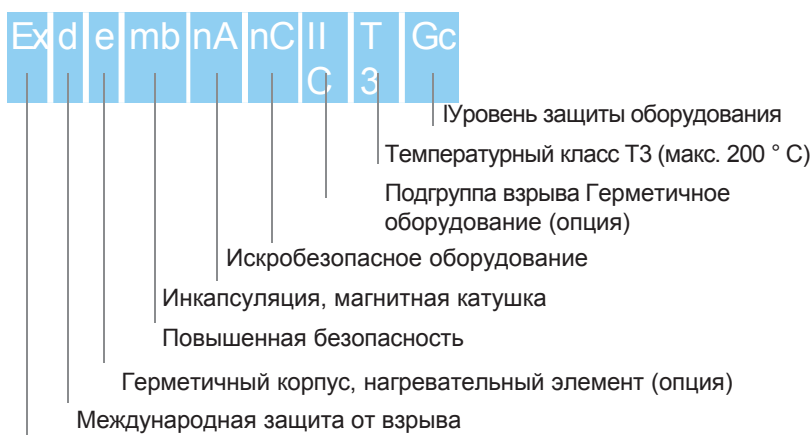 Ex d e mb nA nC II T Gc
C 3
IУровень защиты оборудования
Температурный класс Т3 (макс. 200 ° C)
Подгруппа взрыва Герметичное
оборудование (опция)
Искробезопасное оборудование
Инкапсуляция, магнитная катушка
Повышенная безопасность
Герметичный корпус, нагревательный элемент (опция)
Международная защита от взрыва